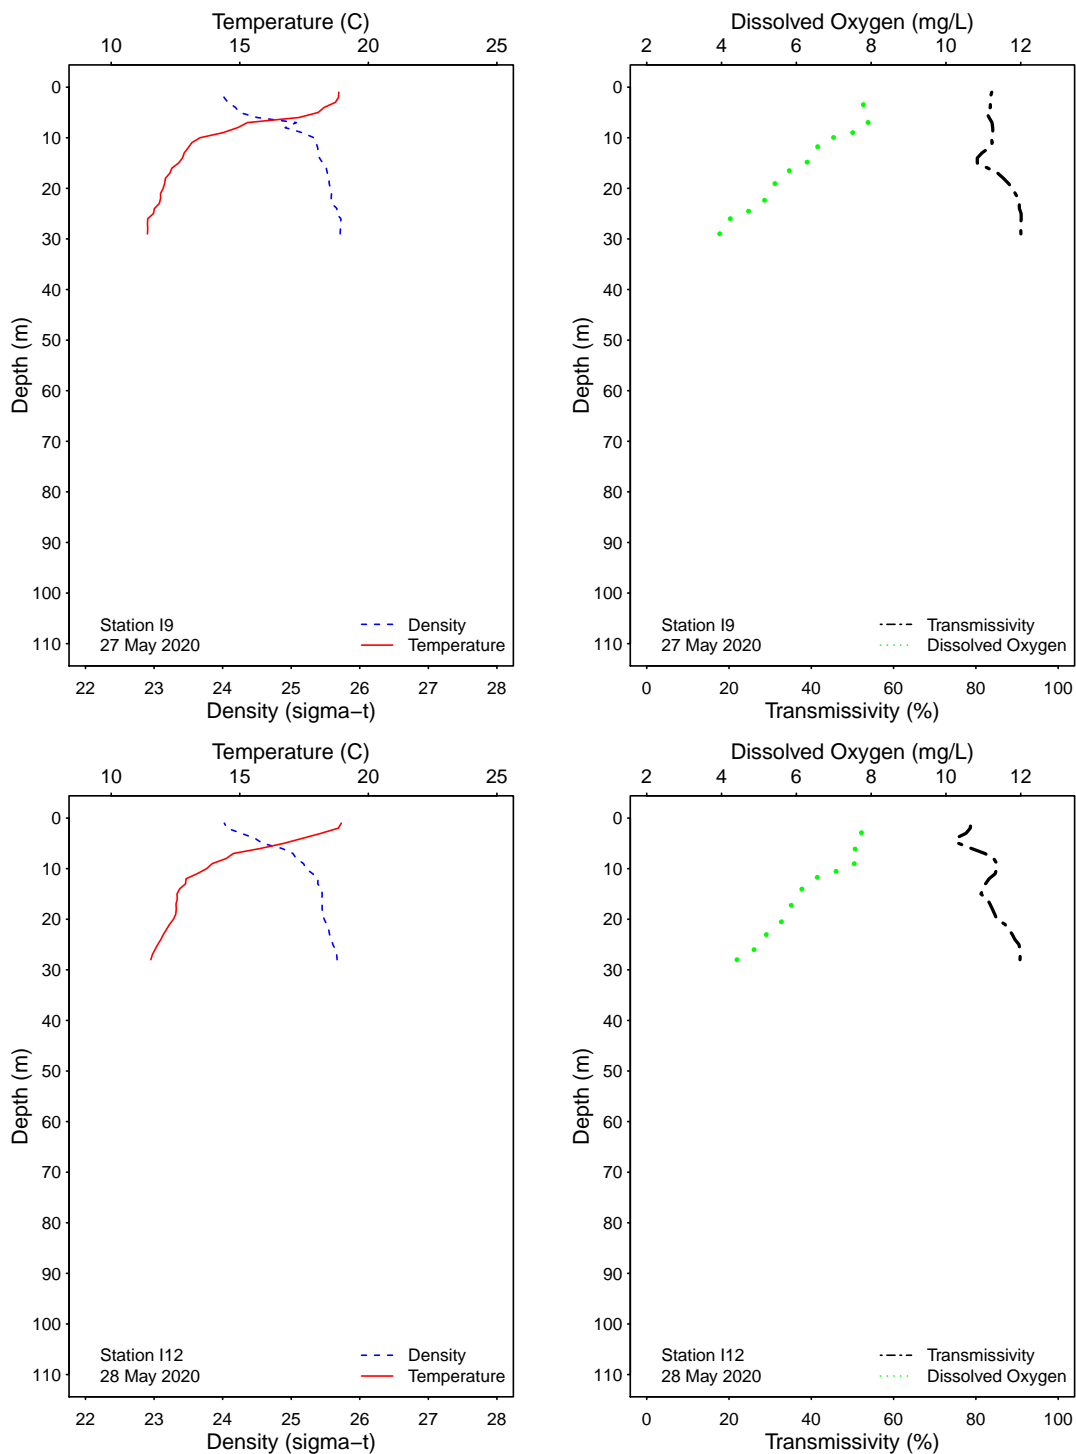 Temperature (C)
10 15 20 25
0
10
20
30
40
50
60
70
80
90
100
110
Depth (m)
Station I9
27 May 2020
Density
Temperature
22 23 24 25 26 27 28
Density (sigma−t)
Dissolved Oxygen (mg/L)
2 4 6 8 10 12
0
10
20
30
40
50
60
70
80
90
100
110
Depth (m)
Station I9
27 May 2020
Transmissivity
Dissolved Oxygen
0 20 40 60 80 100
Transmissivity (%)
Temperature (C)
10 15 20 25
0
10
20
30
40
50
60
70
80
90
100
110
Depth (m)
Station I12
28 May 2020
Density
Temperature
22 23 24 25 26 27 28
Density (sigma−t)
Dissolved Oxygen (mg/L)
2 4 6 8 10 12
0
10
20
30
40
50
60
70
80
90
100
110
Depth (m)
Station I12
28 May 2020
Transmissivity
Dissolved Oxygen
0 20 40 60 80 100
Transmissivity (%)